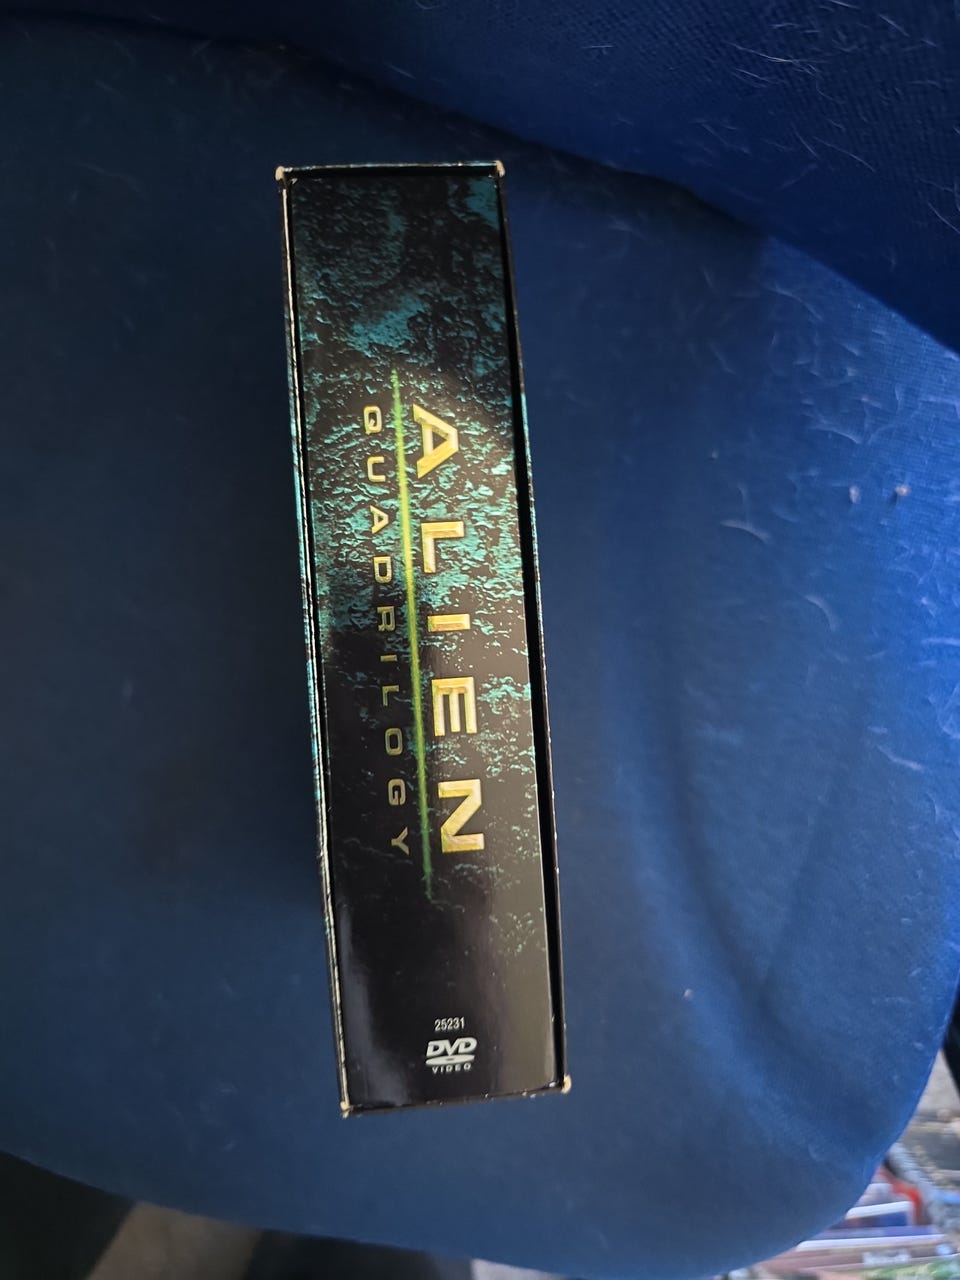 ALIEN
QUADRILOGY
25231
DVD
VIDEO